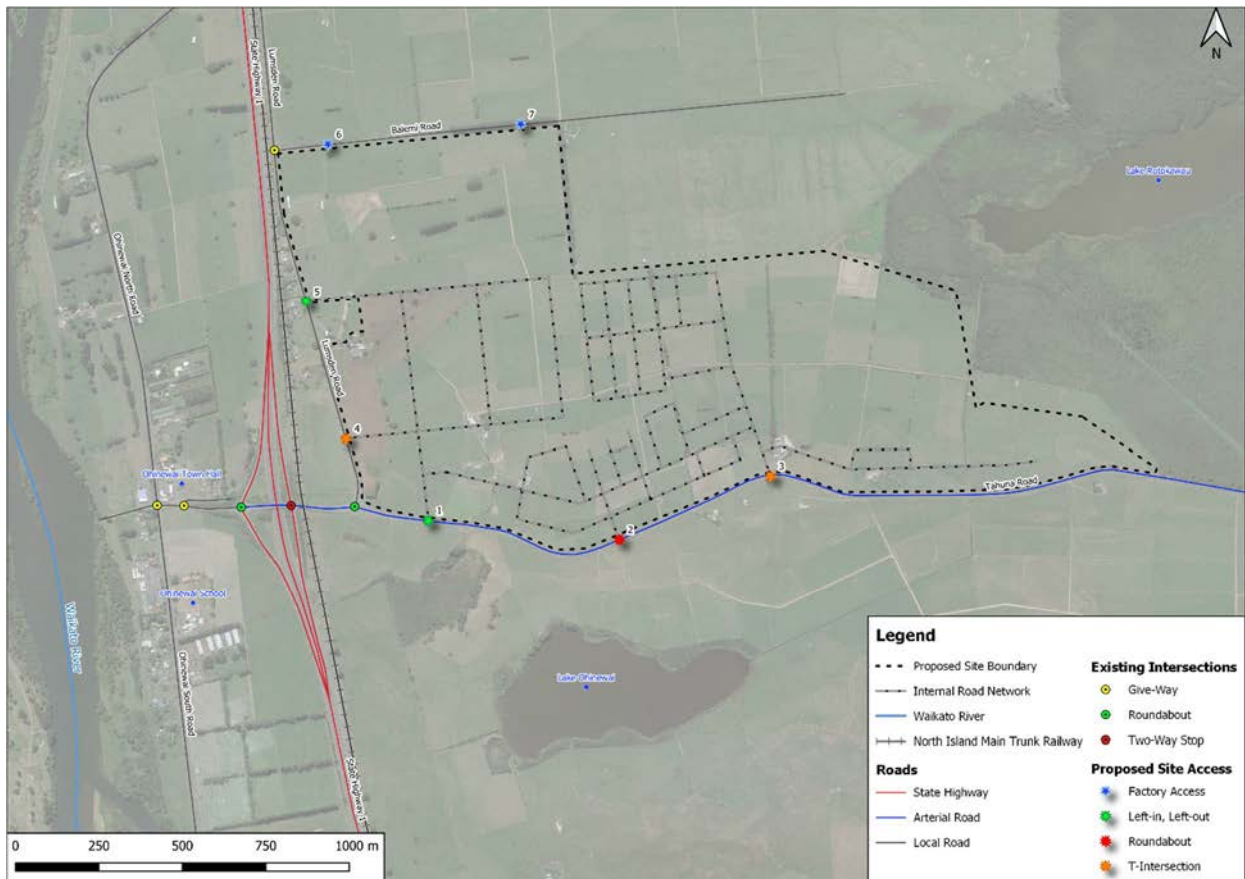 N
State Highway 1
Lumsden Road
6
Balemi Road
7
Lake Rotokawau
Ohinewai North Road
5
Lumsden Road
4
Ohinewai Town Hall
3
Tahuna Road
1
2
Ohinewai School
Waikato River
Ohinewai South Road
Lake Ohinewai
State Highway 1
Legend
Proposed Site Boundary
Internal Road Network
Waikato River
North Island Main Trunk Railway
Roads
State Highway
Arterial Road
Local Road
Existing Intersections
Give-Way
Roundabout
Two-Way Stop
Proposed Site Access
Factory Access
Left-in, Left-out
Roundabout
T-Intersection
0 250 500 750 1000 m